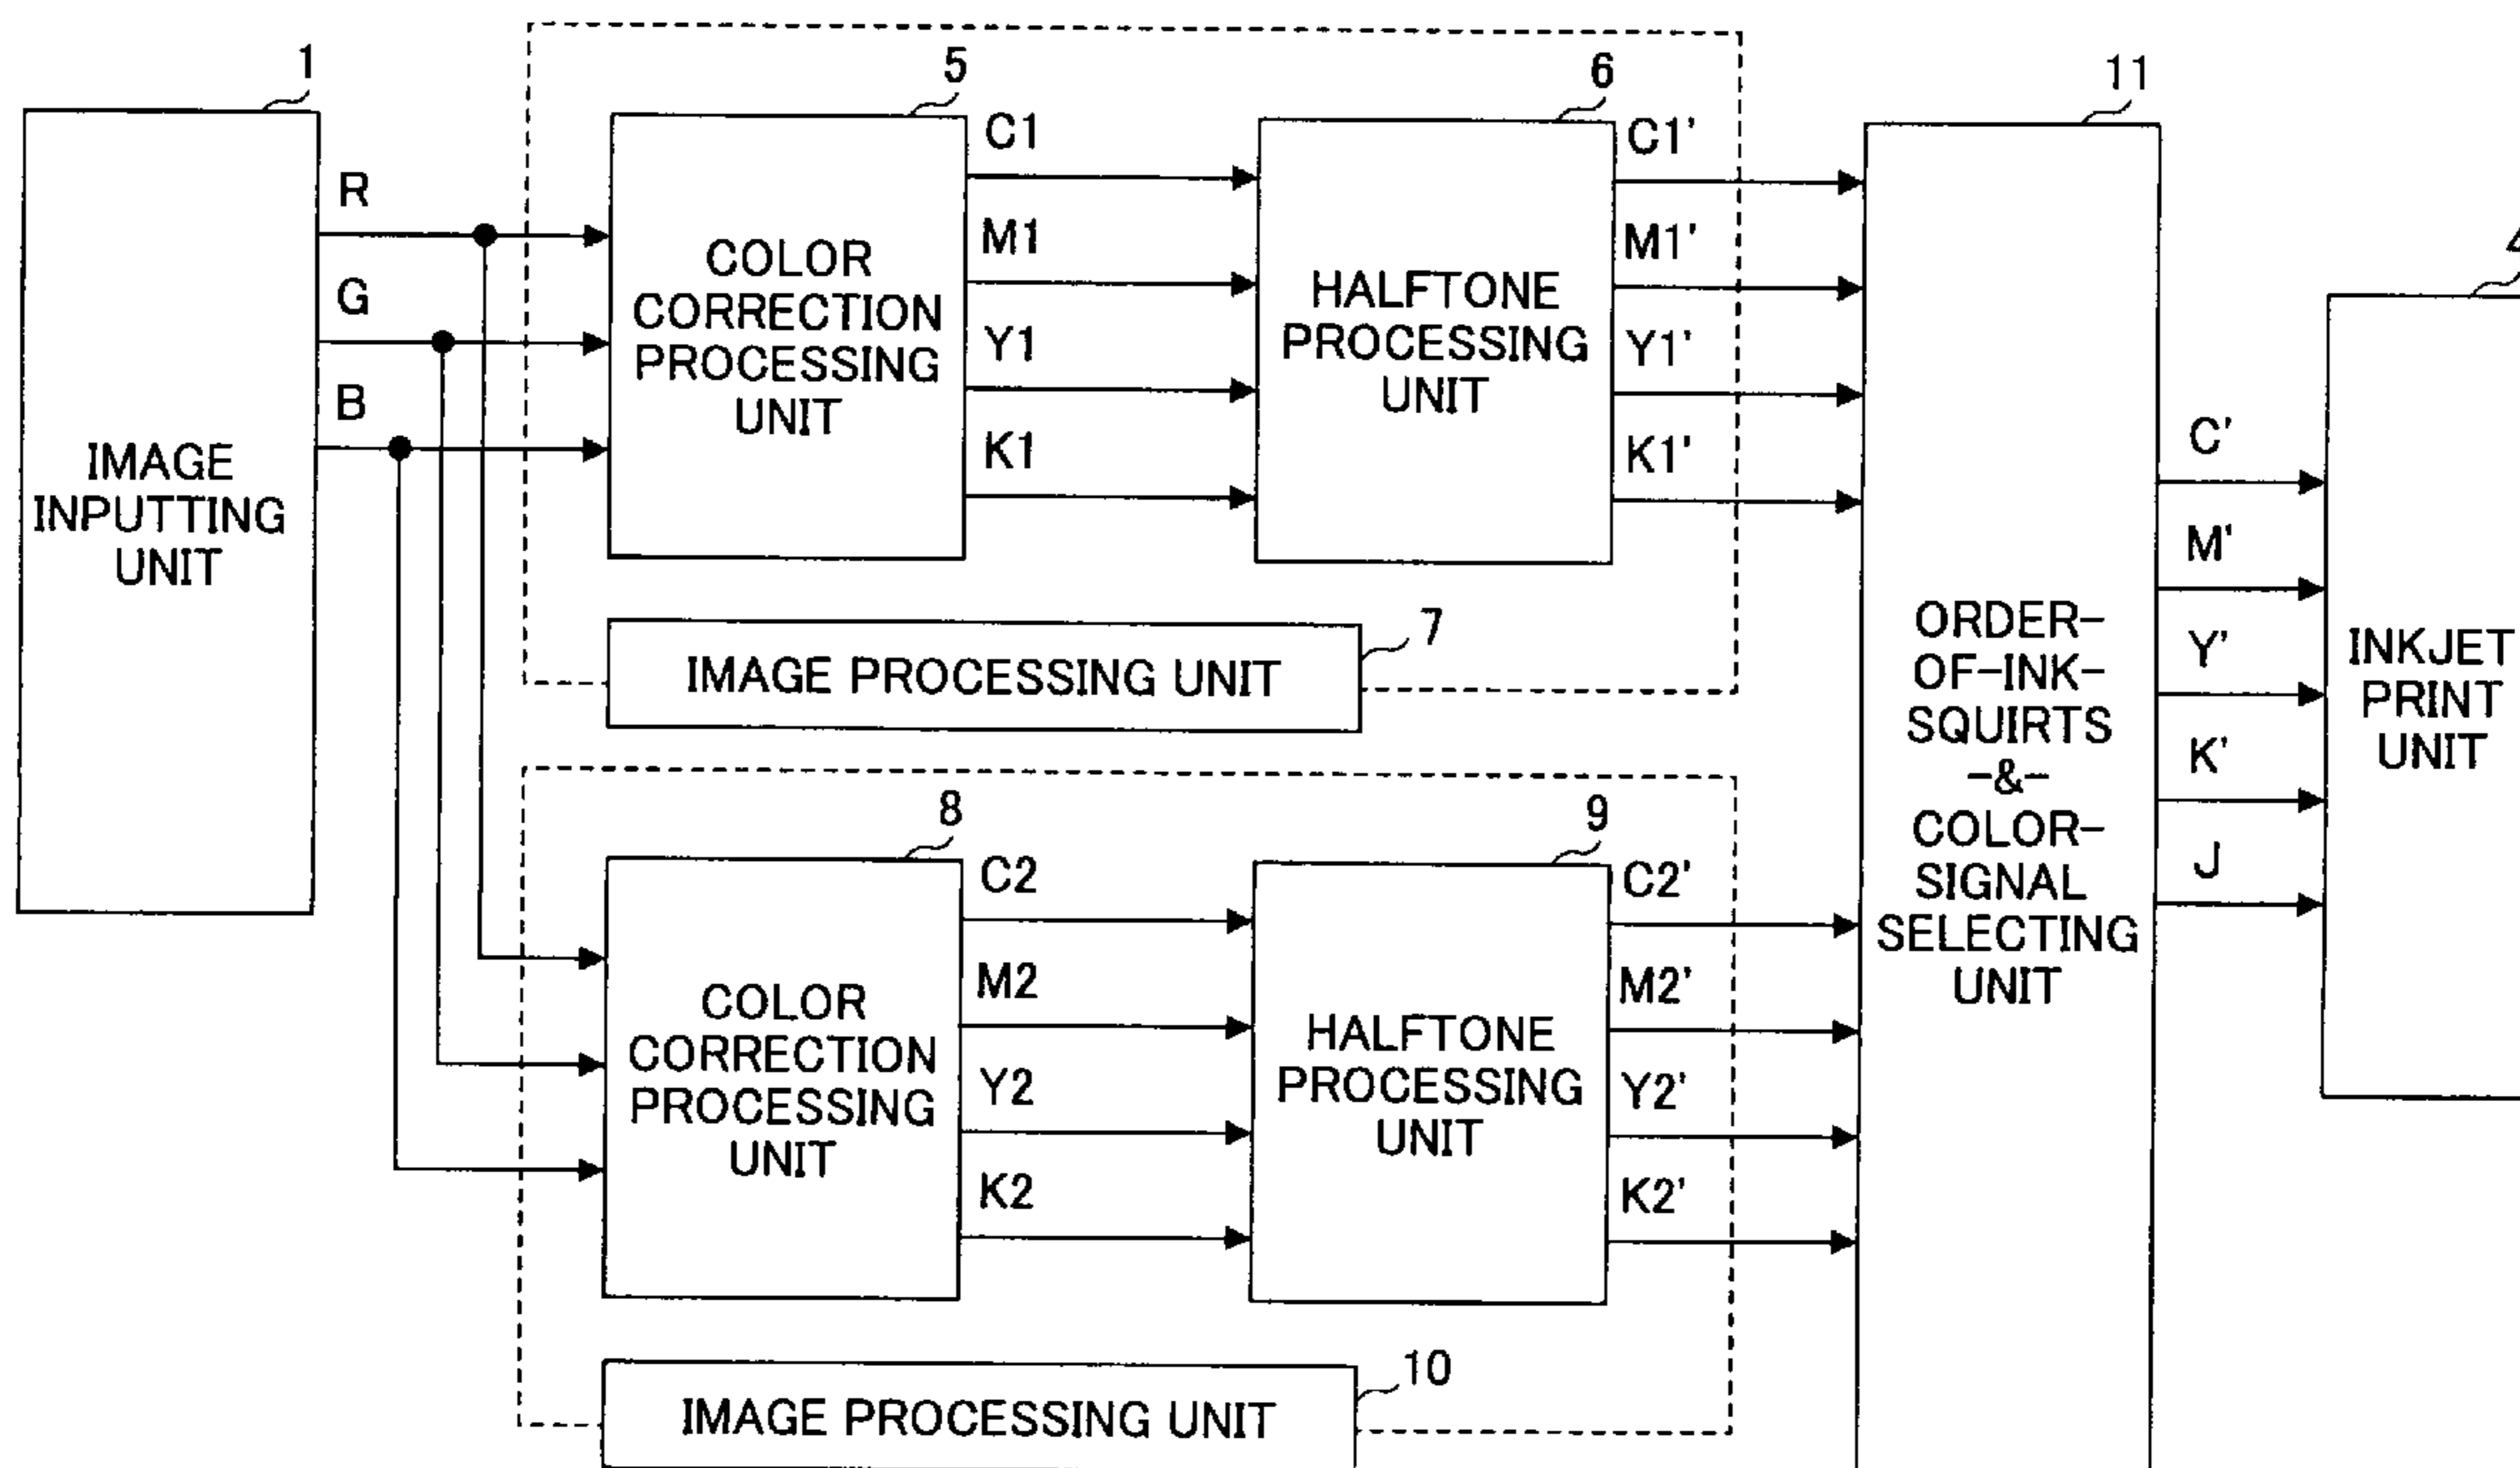 1
IMAGE
INPUTTING
UNIT
R
G
B
5
COLOR
CORRECTION
PROCESSING
UNIT
C1
M1
Y1
K1
6
HALFTONE
PROCESSING
UNIT
C1'
M1'
Y1'
K1'
7
IMAGE PROCESSING UNIT
8
COLOR
CORRECTION
PROCESSING
UNIT
C2
M2
Y2
K2
9
HALFTONE
PROCESSING
UNIT
C2'
M2'
Y2'
K2'
10
IMAGE PROCESSING UNIT
11
ORDER-
OF-INK-
SQUIRTS
-&-
COLOR-
SIGNAL
SELECTING
UNIT
C'
M'
Y'
K'
J
INKJET
PRINT
UNIT